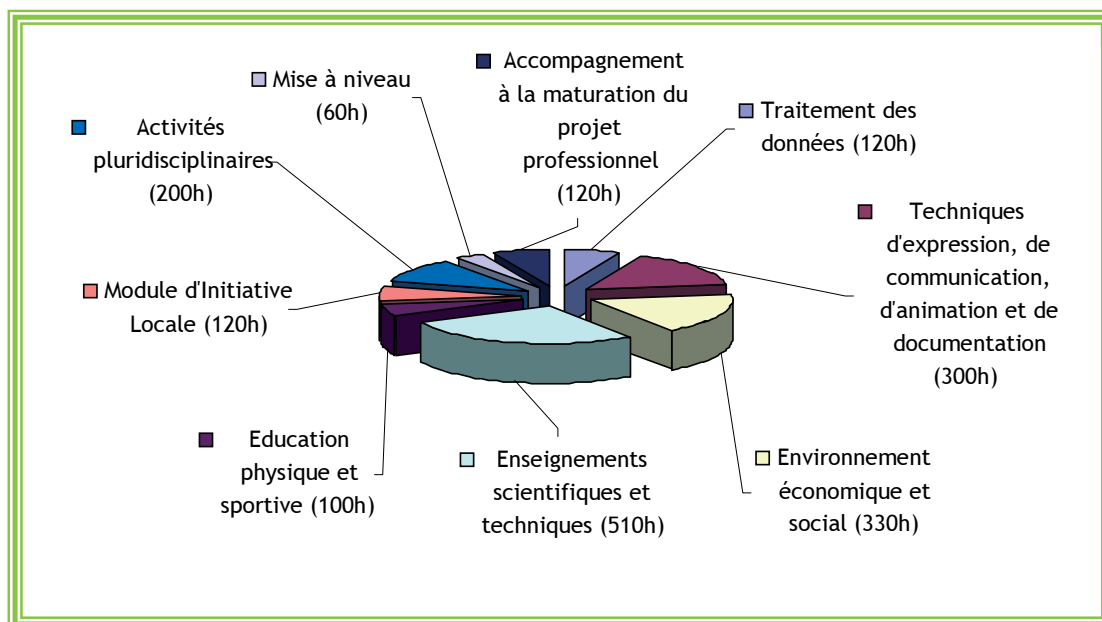 Accompagnement
à la maturation du
projet
professionnel
(120h)
Mise à niveau
(60h)
Traitement des
données (120h)
Activités
pluridisciplinaires
(200h)
Techniques
d'expression, de
communication,
d'animation et de
documentation
(300h)
Module d'Initiative
Locale (120h)
Education
physique et
sportive (100h)
Enseignements
scientifiques et
techniques (510h)
Environnement
économique et
social (330h)